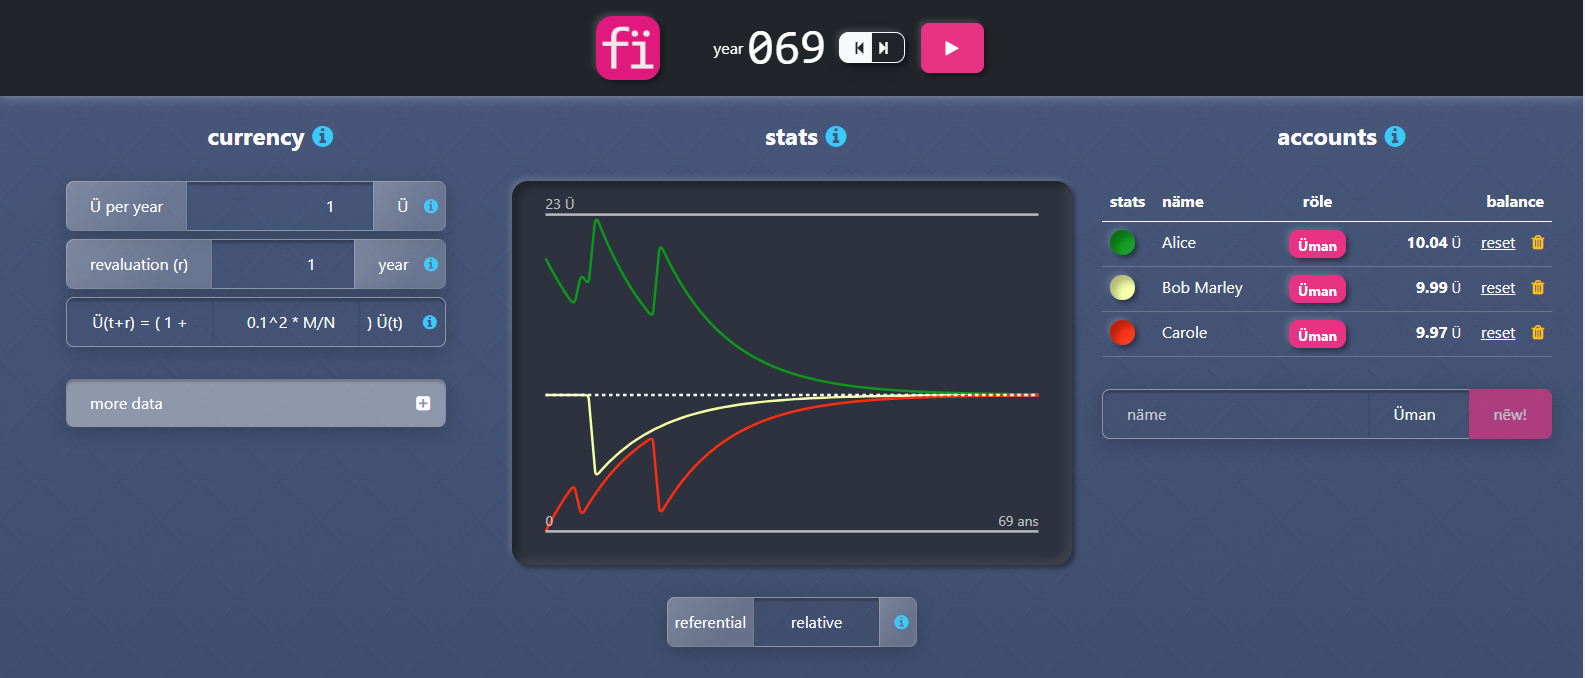 fï
year 069
currency
Ü per year 1 Ü
revaluation (r) 1 year
Ü(t+r) = ( 1 + 0.1^2 * M/N ) Ü(t)
more data
stats
23 Ü
0
69 ans
referential relative
accounts
stats näme röle balance
Alice Üman 10.04 Ü reset
Bob Marley Üman 9.99 Ü reset
Carole Üman 9.97 Ü reset
näme Üman nëw!